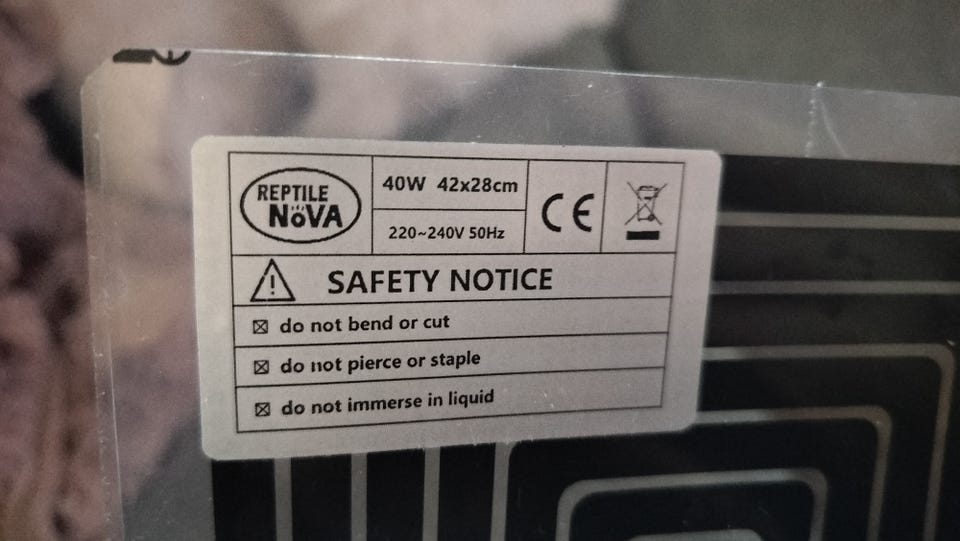 REPTILE
NOVA
40W 42x28cm
220~240V 50Hz
CE
SAFETY NOTICE
do not bend or cut
do not pierce or staple
do not immerse in liquid